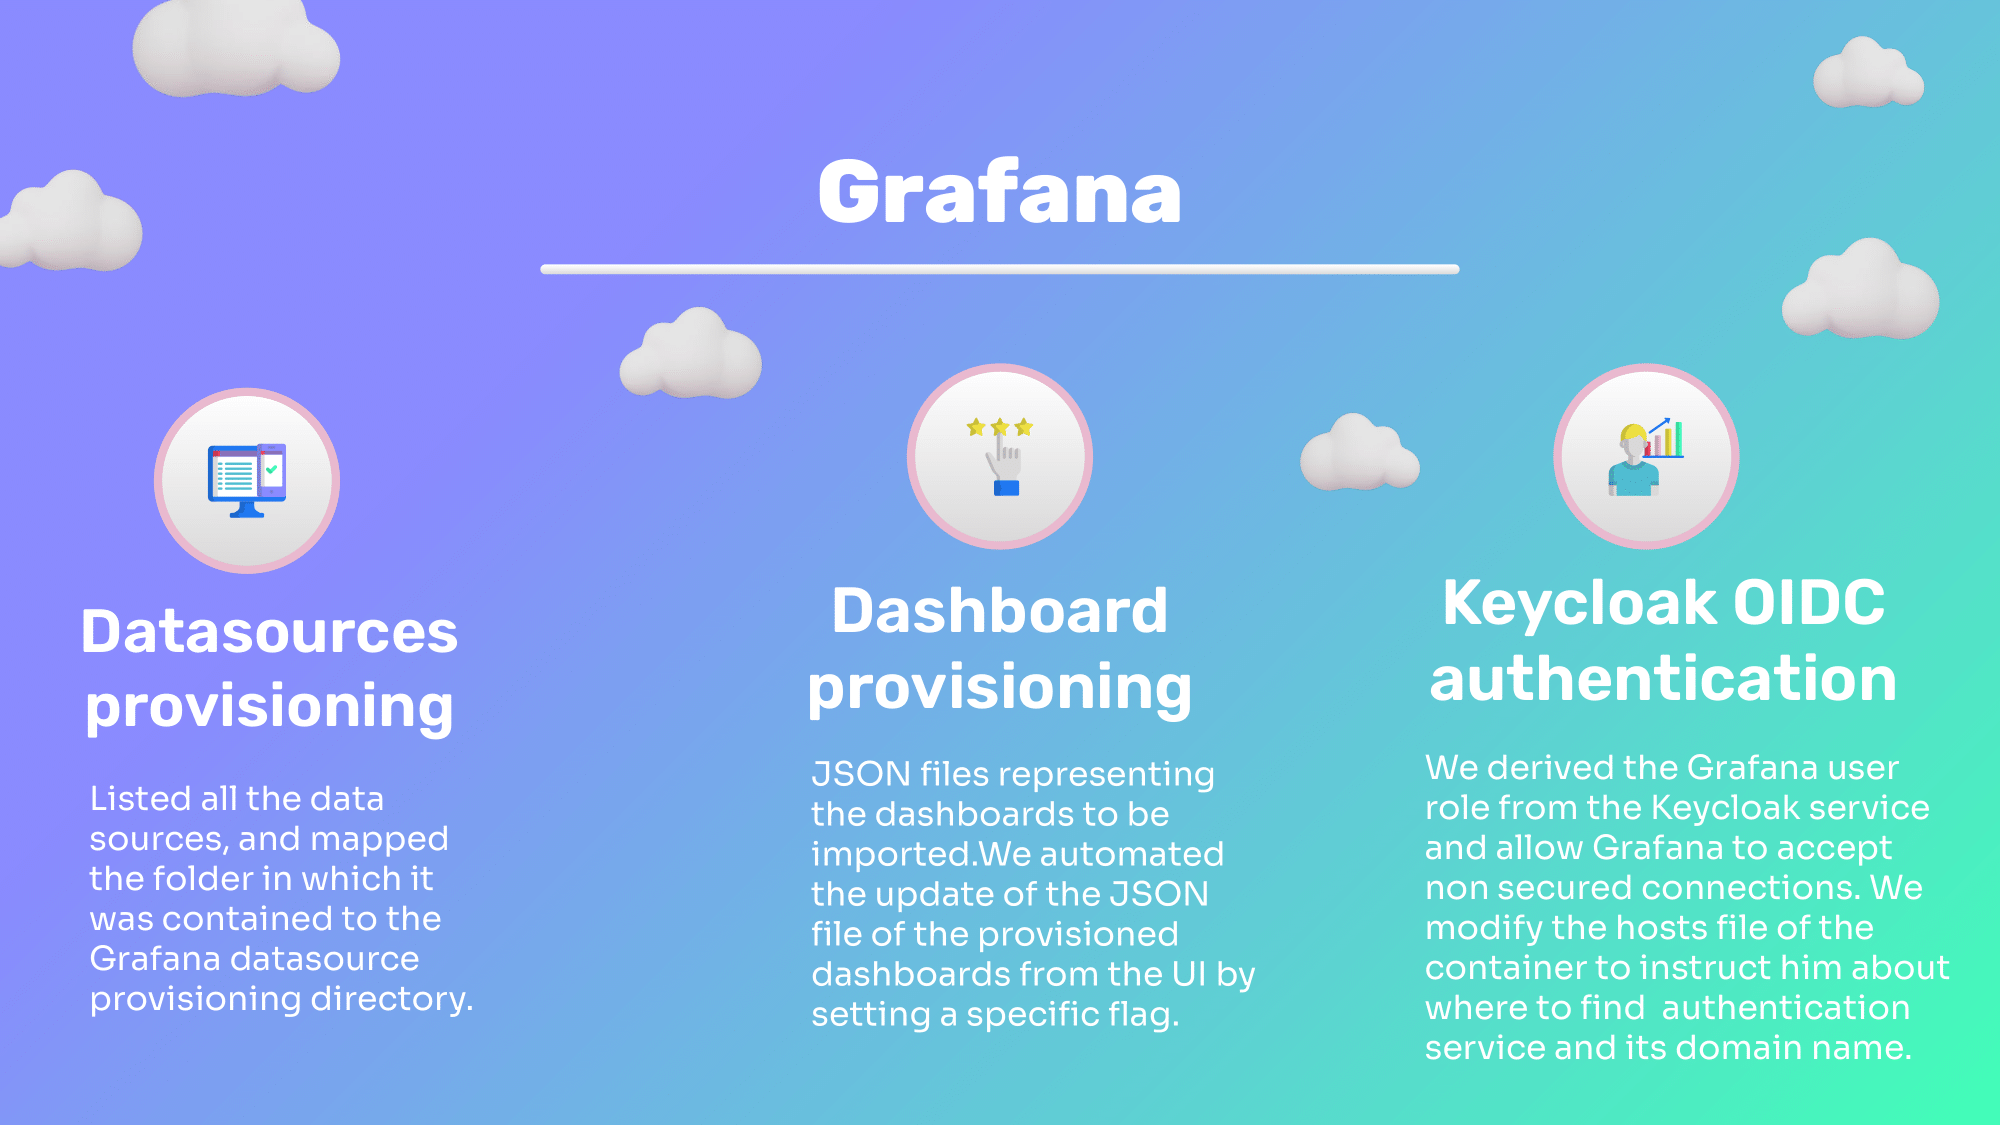 Grafana
Datasources
provisioning
Listed all the data
sources, and mapped
the folder in which it
was contained to the
Grafana datasource
provisioning directory.
Dashboard
provisioning
JSON files representing
the dashboards to be
imported.We automated
the update of the JSON
file of the provisioned
dashboards from the UI by
setting a specific flag.
Keycloak OIDC
authentication
We derived the Grafana user
role from the Keycloak service
and allow Grafana to accept
non secured connections. We
modify the hosts file of the
container to instruct him about
where to find  authentication
service and its domain name.